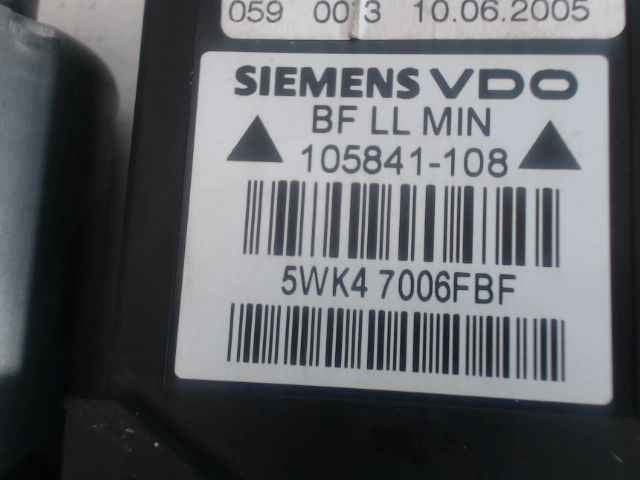 059 0013 10.06.2005
SIEMENS VDO
BF LL MIN
105841-108
5WK4 7006FBF